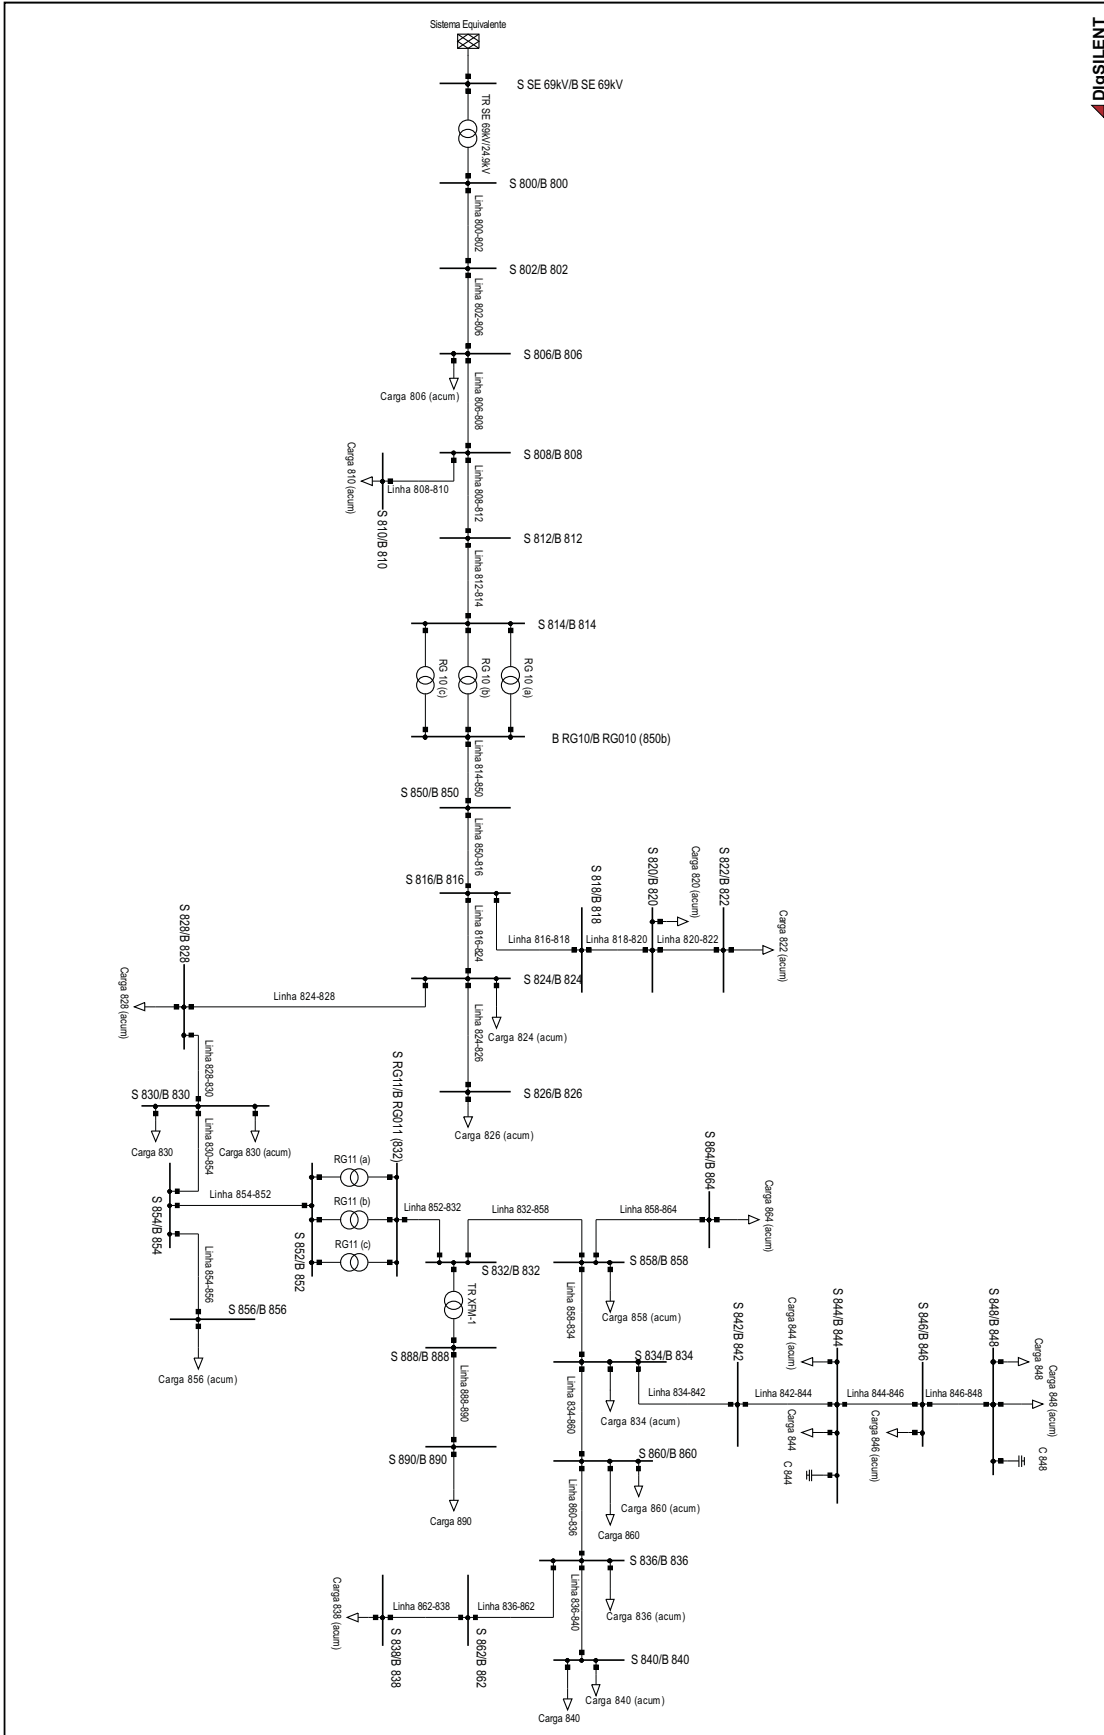 Sistema Equivalente
DIgSILENT
S SE 69kV/B SE 69kV
TR SE 69kV/24.9kV
S 800/B 800
Linha 800-802
S 802/B 802
Linha 802-806
S 806/B 806
Carga 806 (acum)
Linha 806-808
S 808/B 808
Carga 810 (acum)
Linha 808-810
Linha 808-812
S 810/B 810
S 812/B 812
Linha 812-814
S 814/B 814
RG 10 (c)
RG 10 (b)
RG 10 (a)
B RG10/B RG010 (850b)
Linha 814-850
S 850/B 850
Linha 850-816
S 816/B 816
S 818/B 818
S 820/B 820
Carga 820 (acum)
S 822/B 822
Carga 822 (acum)
Linha 816-818
Linha 818-820
Linha 820-822
Linha 816-824
S 828/B 828
S 824/B 824
Carga 828 (acum)
Linha 824-828
Carga 824 (acum)
Linha 824-826
Linha 828-830
S 826/B 826
S 830/B 830
Carga 826 (acum)
Carga 830
Carga 830 (acum)
Linha 830-854
S RG11/B RG011 (832)
RG11 (a)
RG11 (b)
RG11 (c)
Linha 854-852
S 854/B 854
S 852/B 852
Linha 852-832
Linha 832-858
Linha 858-864
S 864/B 864
Carga 864 (acum)
Linha 854-856
S 832/B 832
S 858/B 858
TR XFM-1
Carga 858 (acum)
Linha 858-834
S 856/B 856
Carga 856 (acum)
S 888/B 888
Linha 888-890
S 890/B 890
Carga 890
S 834/B 834
Carga 834 (acum)
Linha 834-842
S 842/B 842
Linha 842-844
S 844/B 844
Carga 844 (acum)
Carga 844
C 844
Linha 844-846
S 846/B 846
Carga 846 (acum)
Linha 846-848
S 848/B 848
Carga 848
Carga 848 (acum)
C 848
Linha 834-860
S 860/B 860
Carga 860 (acum)
Carga 860
Linha 860-836
S 836/B 836
Carga 836 (acum)
Linha 836-840
Carga 838 (acum)
Linha 862-838
Linha 836-862
S 838/B 838
S 862/B 862
S 840/B 840
Carga 840 (acum)
Carga 840